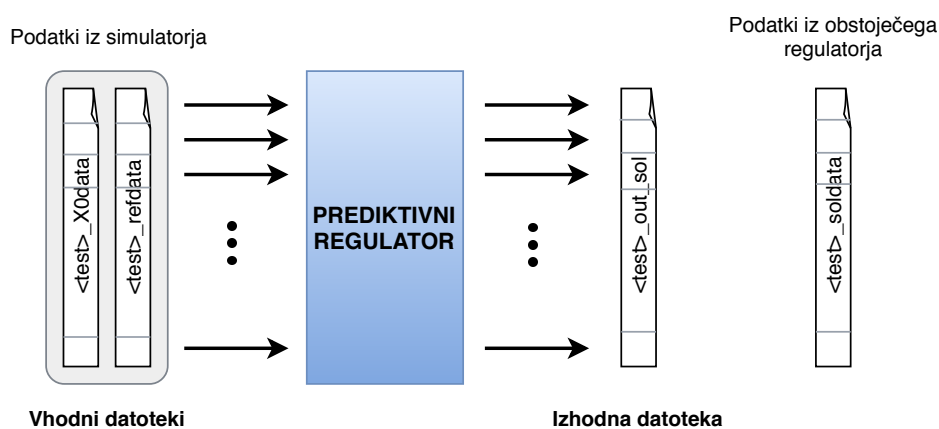 Podatki iz simulatorja
Podatki iz obstoječega
regulatorja
<test>_X0data
<test>_refdata
PREDIKTIVNI
REGULATOR
<test>_out_sol
<test>_soldata
Vhodni datoteki
Izhodna datoteka